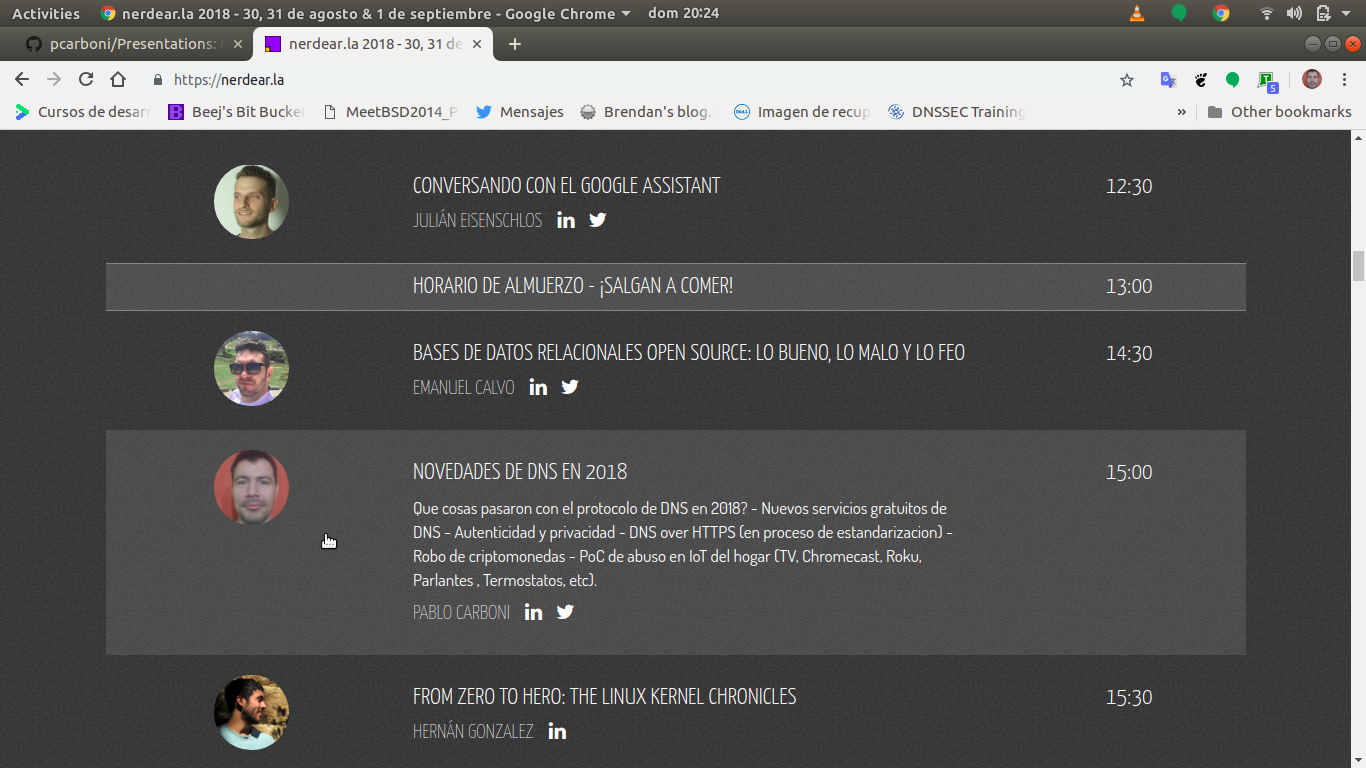 Activities
nerdear.la 2018 - 30, 31 de agosto & 1 de septiembre - Google Chrome
dom 20:24
pcarboni/Presentations:
nerdear.la 2018 - 30, 31 de
https://nerdear.la
5
Cursos de desar
Beej's Bit Bucke
MeetBSD2014_P
Mensajes
Brendan's blog.
Imagen de recup
DNSSEC Training
»
Other bookmarks
CONVERSANDO CON EL GOOGLE ASSISTANT
12:30
JULIÁN EISENSCHLOS
HORARIO DE ALMUERZO - ¡SALGAN A COMER!
13:00
BASES DE DATOS RELACIONALES OPEN SOURCE: LO BUENO, LO MALO Y LO FEO
14:30
EMANUEL CALVO
NOVEDADES DE DNS EN 2018
15:00
Que cosas pasaron con el protocolo de DNS en 2018? - Nuevos servicios gratuitos de
DNS - Autenticidad y privacidad - DNS over HTTPS (en proceso de estandarizacion) -
Robo de criptomonedas - PoC de abuso en IoT del hogar (TV, Chromecast, Roku,
Parlantes , Termostatos, etc).
PABLO CARBONI
FROM ZERO TO HERO: THE LINUX KERNEL CHRONICLES
15:30
HERNÁN GONZALEZ